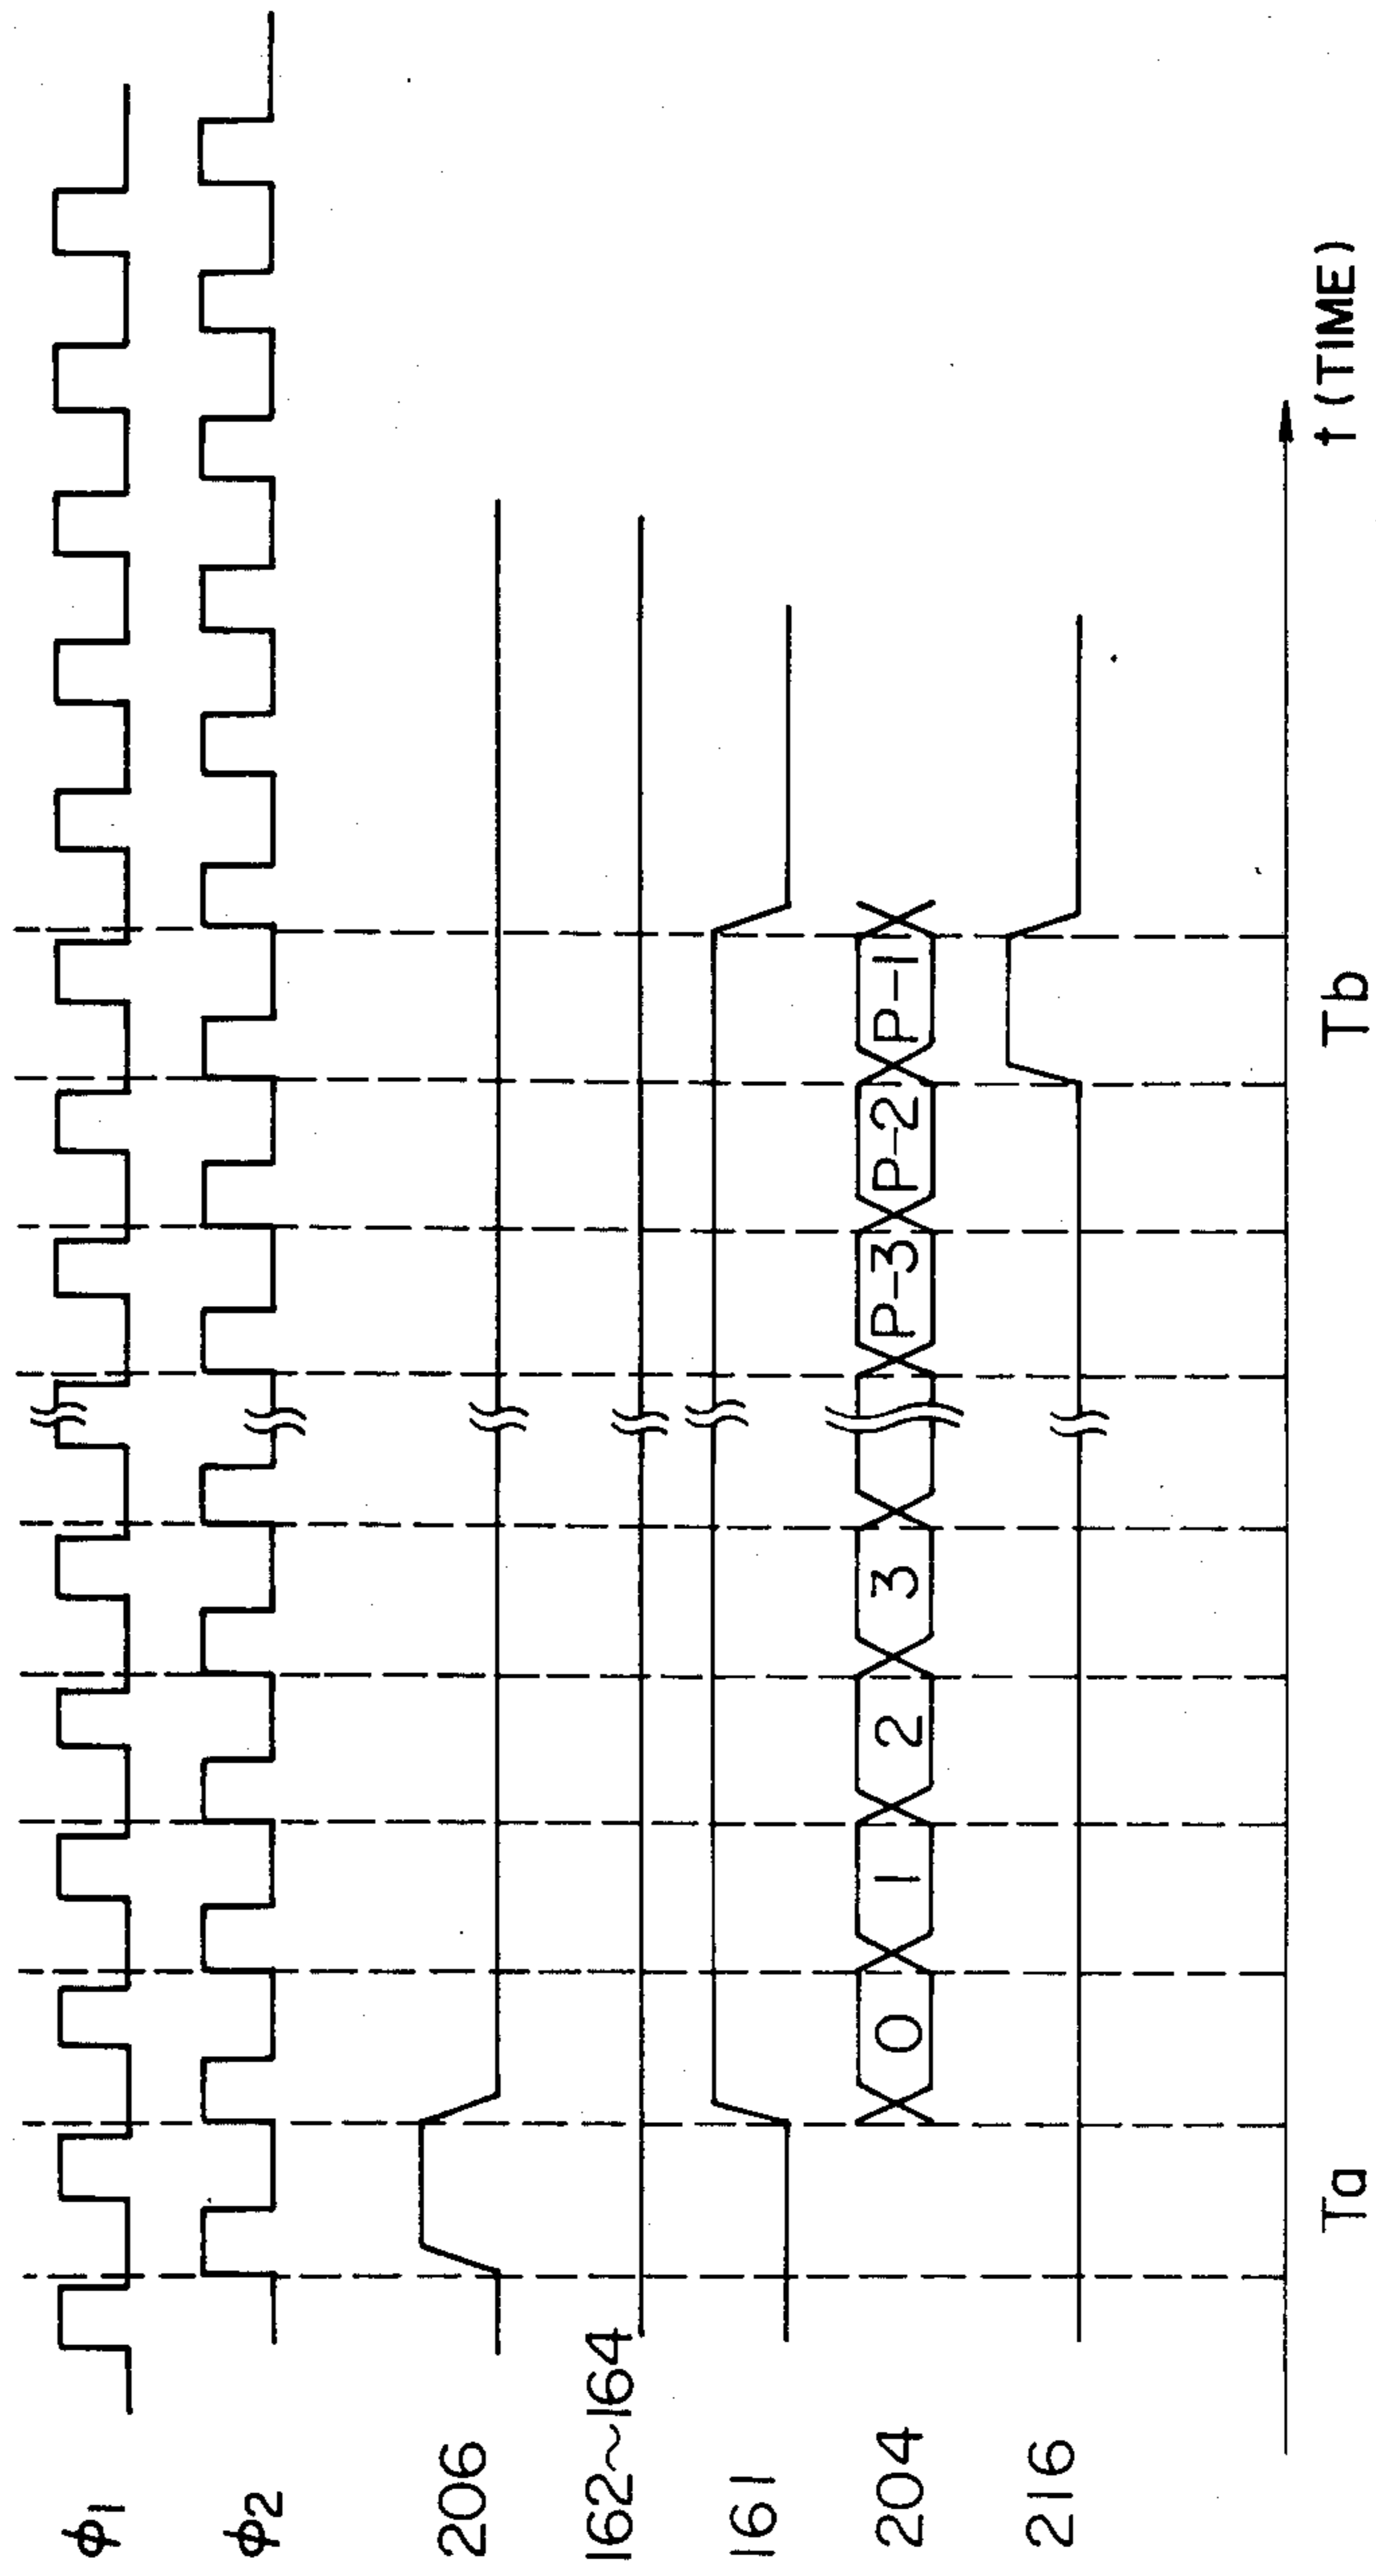 ϕ1
ϕ2
206
162~164
161
204 0 1 2 3 P-3 P-2 P-1
216
Ta Tb t (TIME)